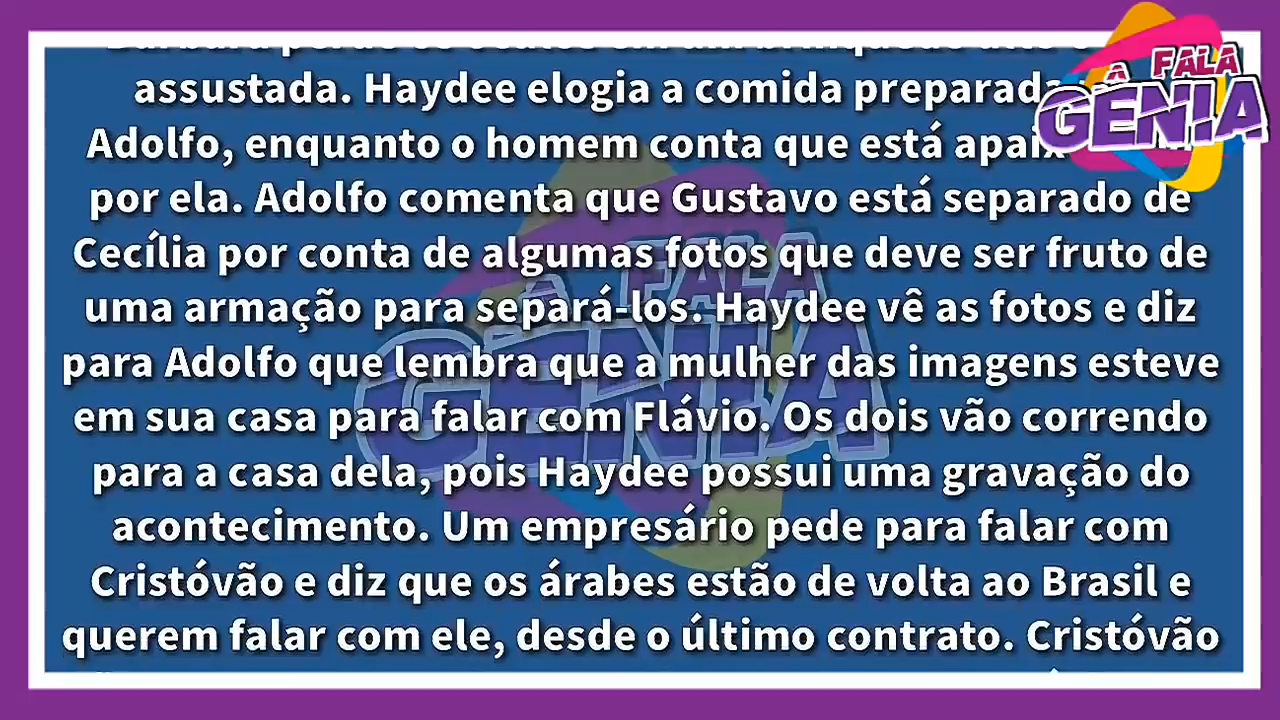 assustada. Haydee elogia a comida
Adolfo, enquanto o homem conta que está
por ela. Adolfo comenta que Gustavo está separado de
Cecília por conta de algumas fotos que deve ser fruto de
uma armação para separá-los. Haydee vê as fotos e diz
para Adolfo que lembra que a mulher das imagens esteve
em sua casa para falar com Flávio. Os dois vão correndo
para a casa dela, pois Haydee possui uma gravação do
acontecimento. Um empresário pede para falar com
Cristóvão e diz que os árabes estão de volta ao Brasil e
querem falar com ele, desde o último contrato. Cristóvão
A FALA
GÊNIA
A FALA
GÊNIA